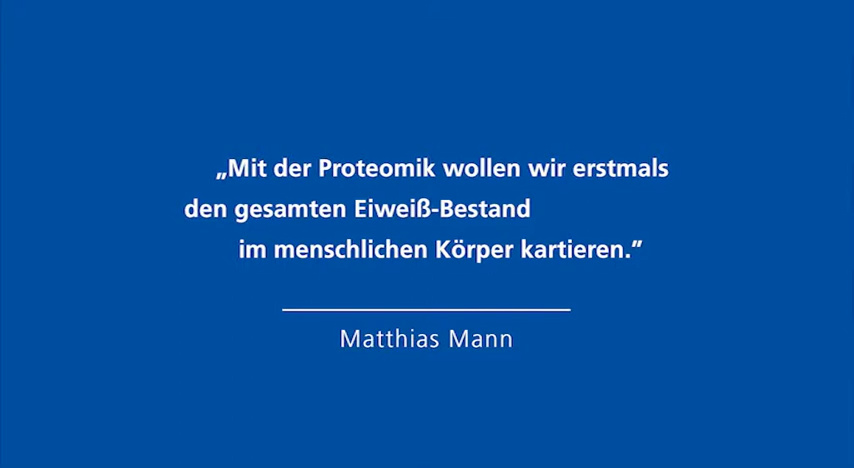 „Mit der Proteomik wollen wir erstmals
den gesamten Eiweiß-Bestand
im menschlichen Körper kartieren.”
Matthias Mann